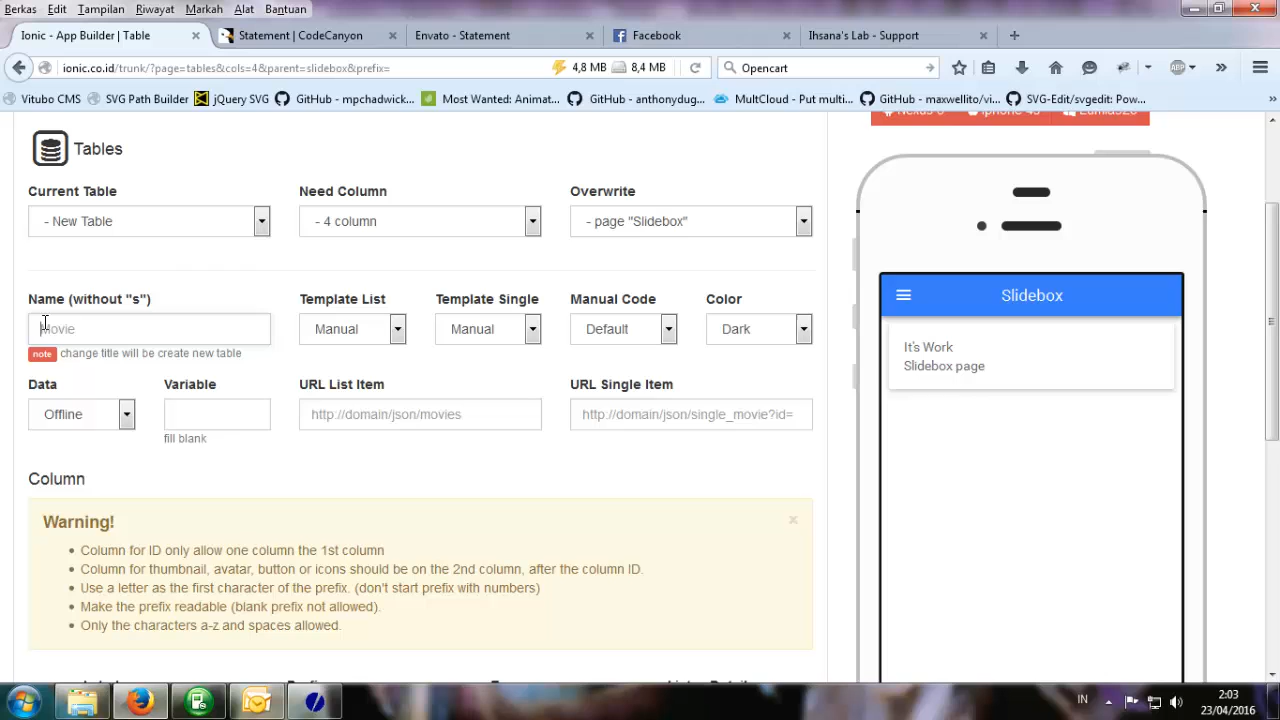 Berkas Edit Tampilan Riwayat Markah Alat Bantuan
Ionic - App Builder | Table
Statement | CodeCanyon
Envato - Statement
Facebook
Ihsana's Lab - Support
ionic.co.id/trunk/?page=tables&cols=4&parent=slidebox&prefix=
4,8 MB
8,4 MB
Opencart
ABP
Vitubo CMS
SVG Path Builder
jQuery SVG
GitHub - mpchadwick...
Most Wanted: Animat...
GitHub - anthonydug...
MultCloud - Put multi...
GitHub - maxwellito/vi...
SVG-Edit/svgedit: Pow...
Tables
Current Table
Need Column
Overwrite
- New Table
- 4 column
- page "Slidebox"
Name (without "s")
Template List
Template Single
Manual Code
Color
Movie
Manual
Manual
Default
Dark
note change title will be create new table
Data
Variable
URL List Item
URL Single Item
Offline
http://domain/json/movies
http://domain/json/single_movie?id=
fill blank
Column
Warning!
Column for ID only allow one column the 1st column
Column for thumbnail, avatar, button or icons should be on the 2nd column, after the column ID.
Use a letter as the first character of the prefix. (don't start prefix with numbers)
Make the prefix readable (blank prefix not allowed).
Only the characters a-z and spaces allowed.
Slidebox
It's Work
Slidebox page
IN
2:03
23/04/2016